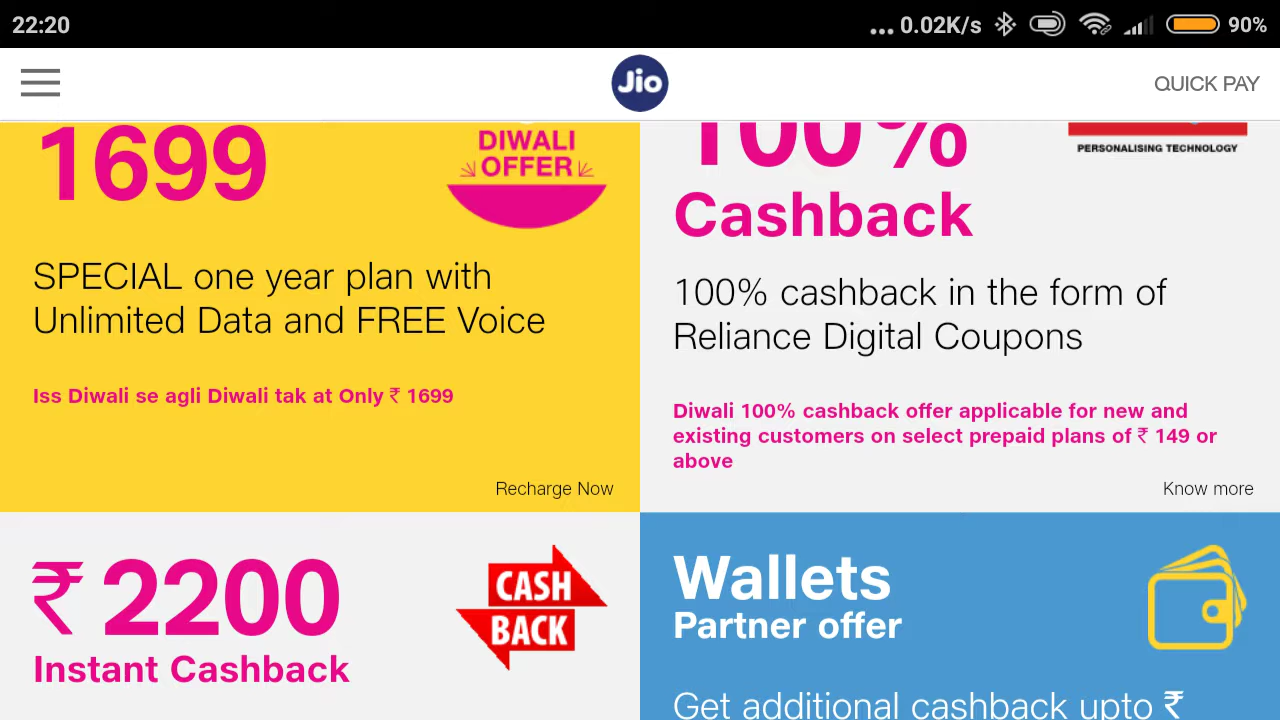 22:20
... 0.02K/s
90%
Jio
QUICK PAY
1699
DIWALI
OFFER
SPECIAL one year plan with
Unlimited Data and FREE Voice
Iss Diwali se agli Diwali tak at Only ₹ 1699
Recharge Now
100%
Cashback
PERSONALISING TECHNOLOGY
100% cashback in the form of
Reliance Digital Coupons
Diwali 100% cashback offer applicable for new and
existing customers on select prepaid plans of ₹ 149 or
above
Know more
₹ 2200
Instant Cashback
CASH
BACK
Wallets
Partner offer
Get additional cashback upto ₹